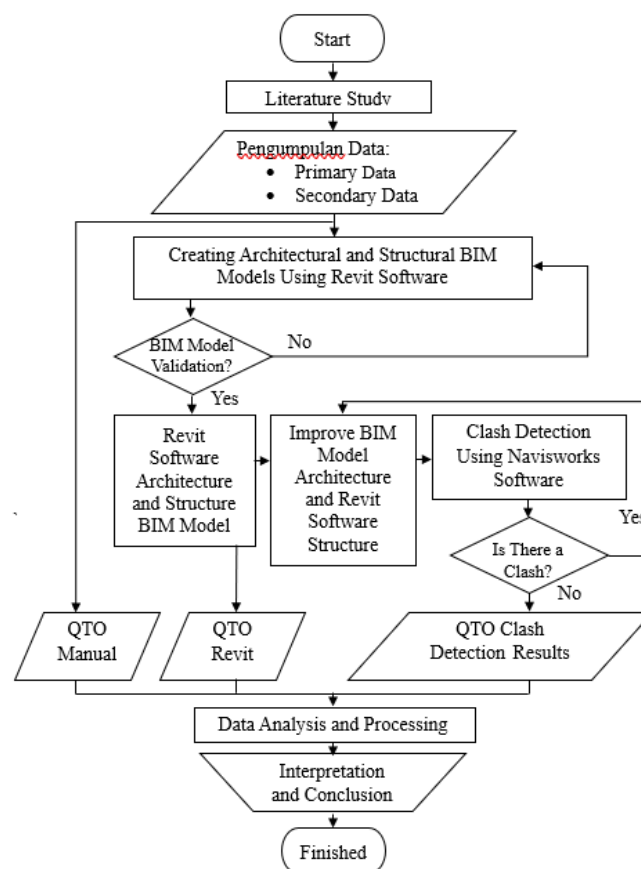 Start
Literature Study
Pengumpulan Data:
• Primary Data
• Secondary Data
Creating Architectural and Structural BIM
Models Using Revit Software
BIM Model
Validation?
No
Yes
Revit
Software
Architecture
and Structure
BIM Model
Improve BIM
Model
Architecture
and Revit
Software
Structure
Clash Detection
Using Navisworks
Software
Yes
Is There a
Clash?
No
QTO
Manual
QTO
Revit
QTO Clash
Detection Results
Data Analysis and Processing
Interpretation
and Conclusion
Finished